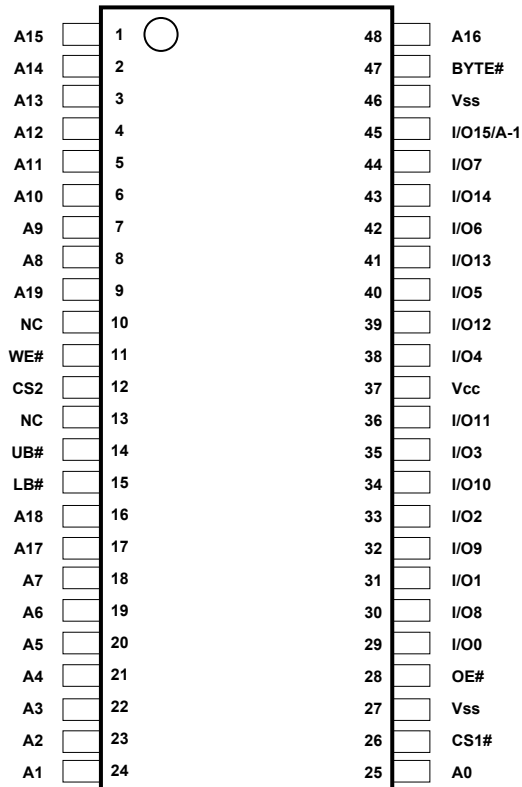 A15 1 48 A16
A14 2 47 BYTE#
A13 3 46 Vss
A12 4 45 I/O15/A-1
A11 5 44 I/O7
A10 6 43 I/O14
A9 7 42 I/O6
A8 8 41 I/O13
A19 9 40 I/O5
NC 10 39 I/O12
WE# 11 38 I/O4
CS2 12 37 Vcc
NC 13 36 I/O11
UB# 14 35 I/O3
LB# 15 34 I/O10
A18 16 33 I/O2
A17 17 32 I/O9
A7 18 31 I/O1
A6 19 30 I/O8
A5 20 29 I/O0
A4 21 28 OE#
A3 22 27 Vss
A2 23 26 CS1#
A1 24 25 A0